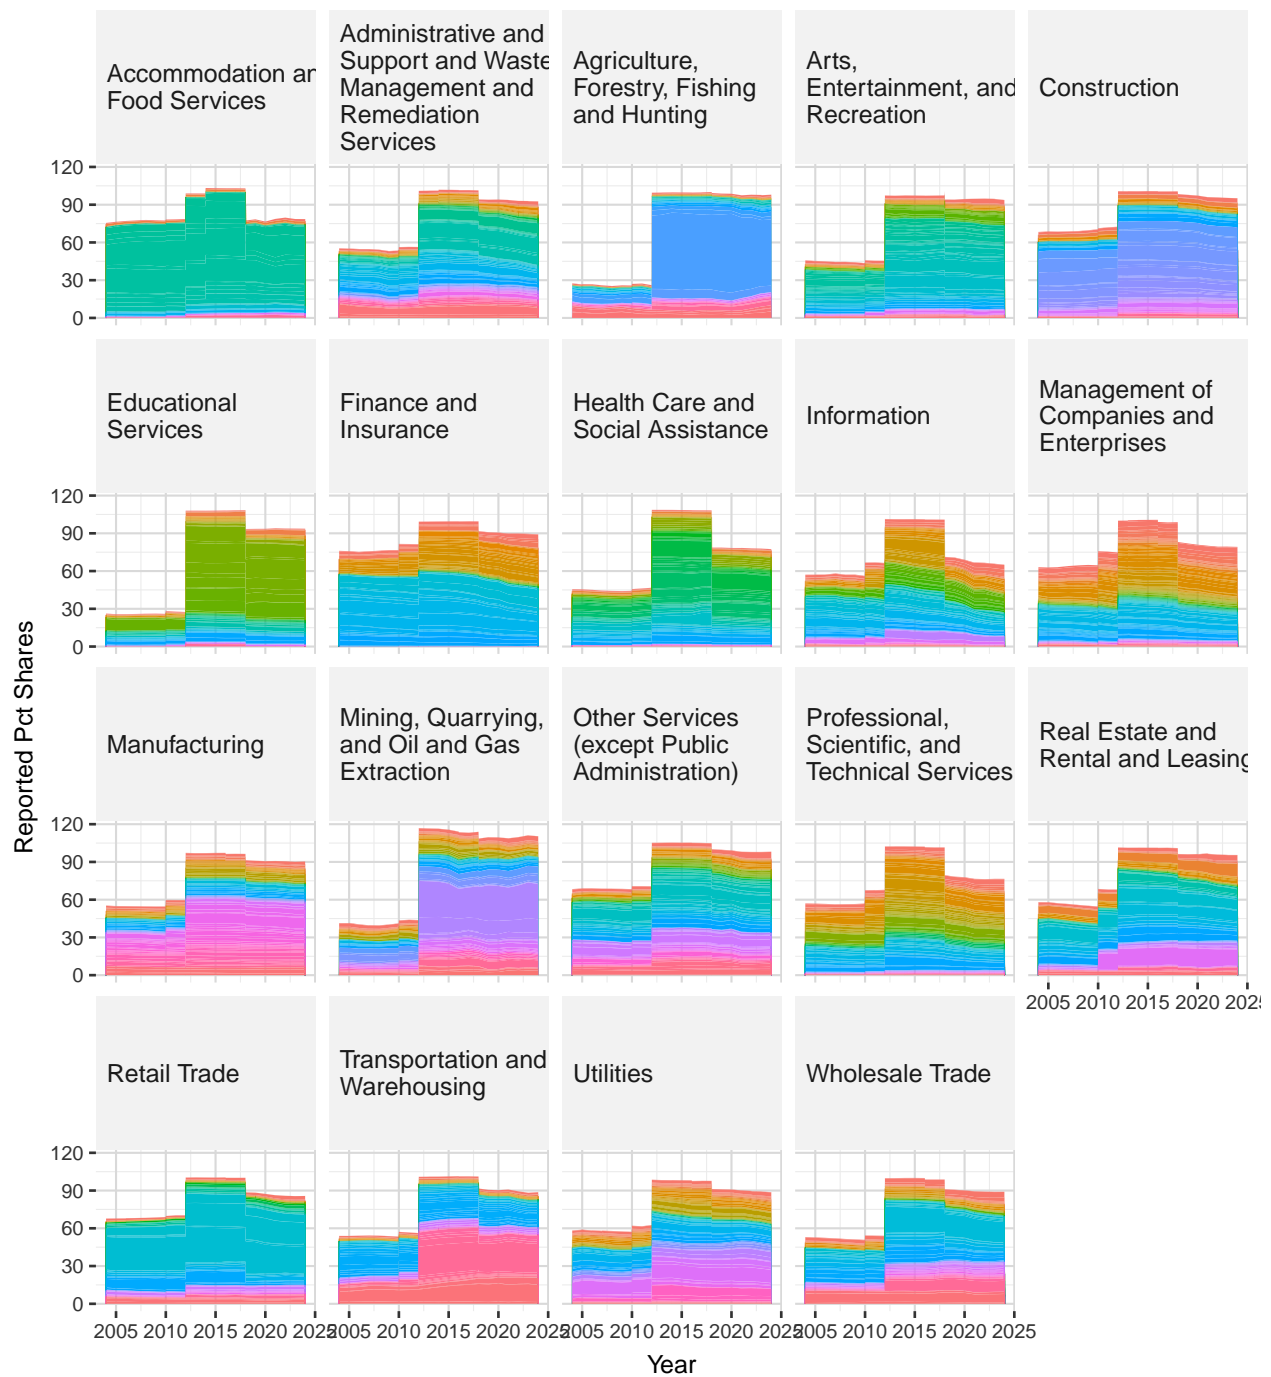 Accommodation an
Food Services
Administrative and
Support and Waste
Management and
Remediation
Services
Agriculture,
Forestry, Fishing
and Hunting
Arts,
Entertainment, and
Recreation
Construction
120
90
60
30
0
Educational
Services
Finance and
Insurance
Health Care and
Social Assistance
Information
Management of
Companies and
Enterprises
120
90
60
30
0
Reported Pct Shares
Manufacturing
Mining, Quarrying,
and Oil and Gas
Extraction
Other Services
(except Public
Administration)
Professional,
Scientific, and
Technical Services
Real Estate and
Rental and Leasing
120
90
60
30
0
2005 2010 2015 2020 2025
Retail Trade
Transportation and
Warehousing
Utilities
Wholesale Trade
120
90
60
30
0
2005 2010 2015 2020 2025
2005 2010 2015 2020 2025
2005 2010 2015 2020 2025
2005 2010 2015 2020 2025
Year